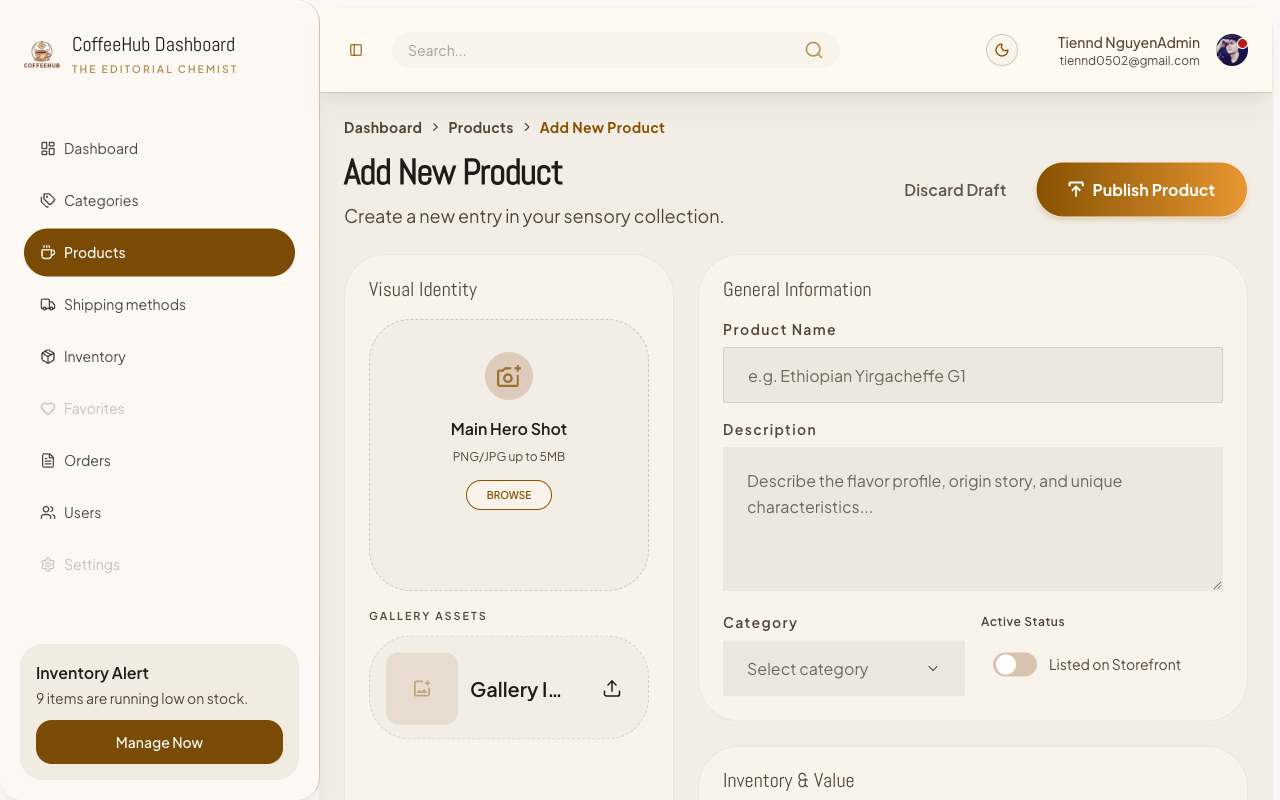 COFFEEHUB
CoffeeHub Dashboard
THE EDITORIAL CHEMIST
Dashboard
Categories
Products
Shipping methods
Inventory
Favorites
Orders
Users
Settings
Inventory Alert
9 items are running low on stock.
Manage Now
Search...
Tiennd NguyenAdmin
tiennd0502@gmail.com
Dashboard > Products > Add New Product
Add New Product
Create a new entry in your sensory collection.
Discard Draft
Publish Product
Visual Identity
Main Hero Shot
PNG/JPG up to 5MB
BROWSE
GALLERY ASSETS
Gallery I...
General Information
Product Name
e.g. Ethiopian Yirgacheffe G1
Description
Describe the flavor profile, origin story, and unique
characteristics...
Category
Select category
Active Status
Listed on Storefront
Inventory & Value